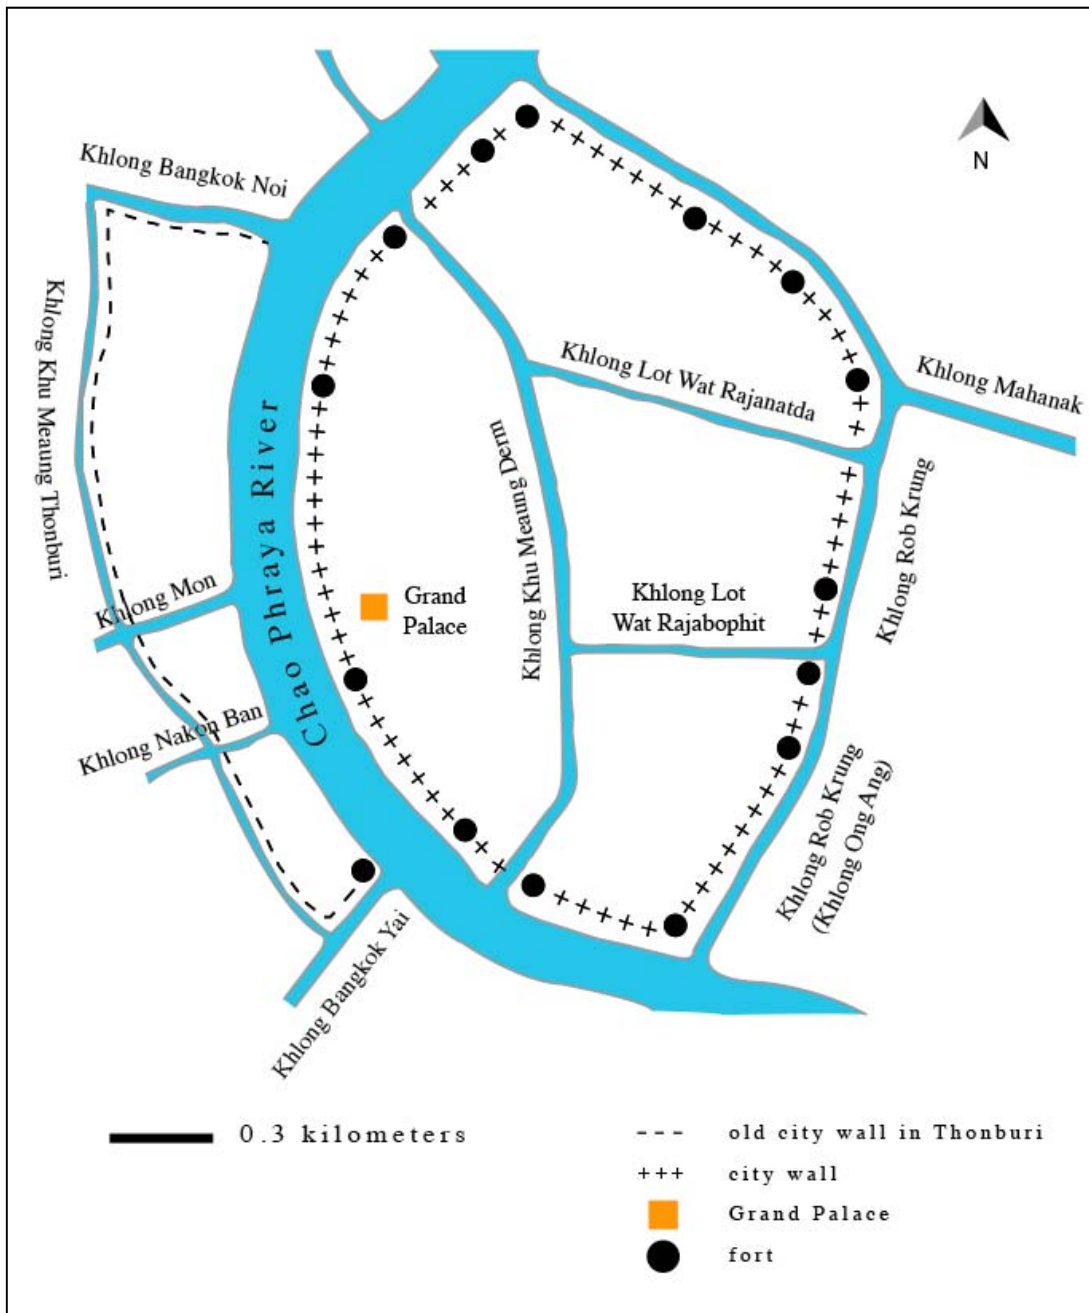 N
Khlong Bangkok Noi
Khlong Khu Meaung Thonburi
Khlong Mahanak
Khlong Lot Wat Rajanatda
Chao Phraya River
Khlong Khu Meaung Derm
Khlong Rob Krung
Khlong Mon
Grand
Palace
Khlong Lot
Wat Rajabophit
Khlong Nakon Ban
Khlong Rob Krung
(Khlong Ong Ang)
Khlong Bangkok Yai
0.3 kilometers
old city wall in Thonburi
+++ city wall
Grand Palace
fort